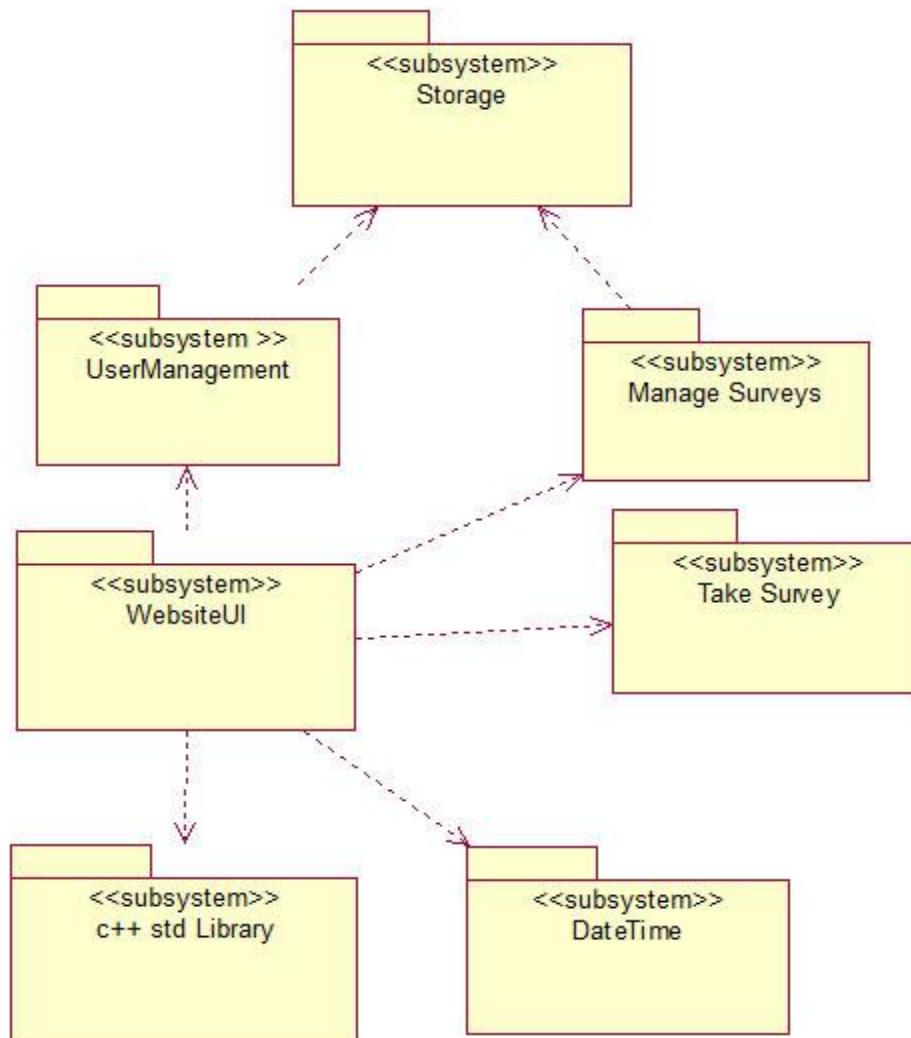 <<subsystem>>
Storage
<<subsystem >>
UserManagement
<<subsystem>>
Manage Surveys
<<subsystem>>
WebsiteUI
<<subsystem>>
Take Survey
<<subsystem>>
c++ std Library
<<subsystem>>
DateTime